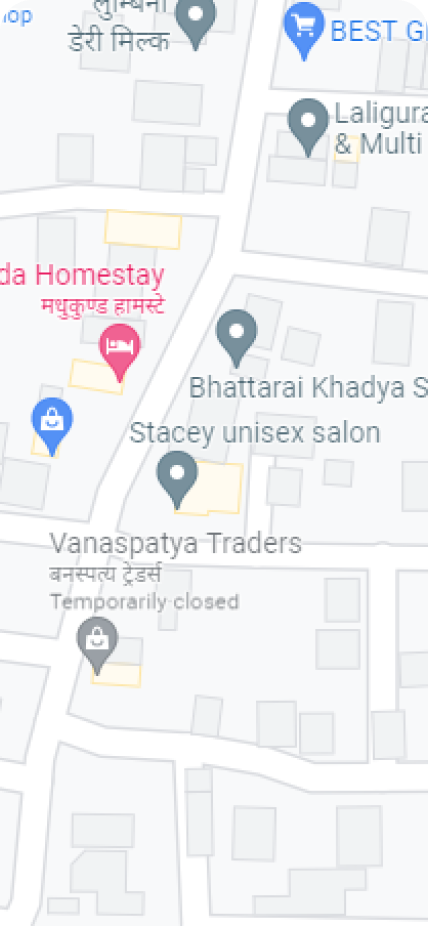 डेरी मिल्क
BEST G
Laligura
& Multi
da Homestay
मधुकुण्ड हामस्टे
Bhattarai Khadya S
Stacey unisex salon
Vanaspatya Traders
बनस्पत्य ट्रेडर्स
Temporarily closed